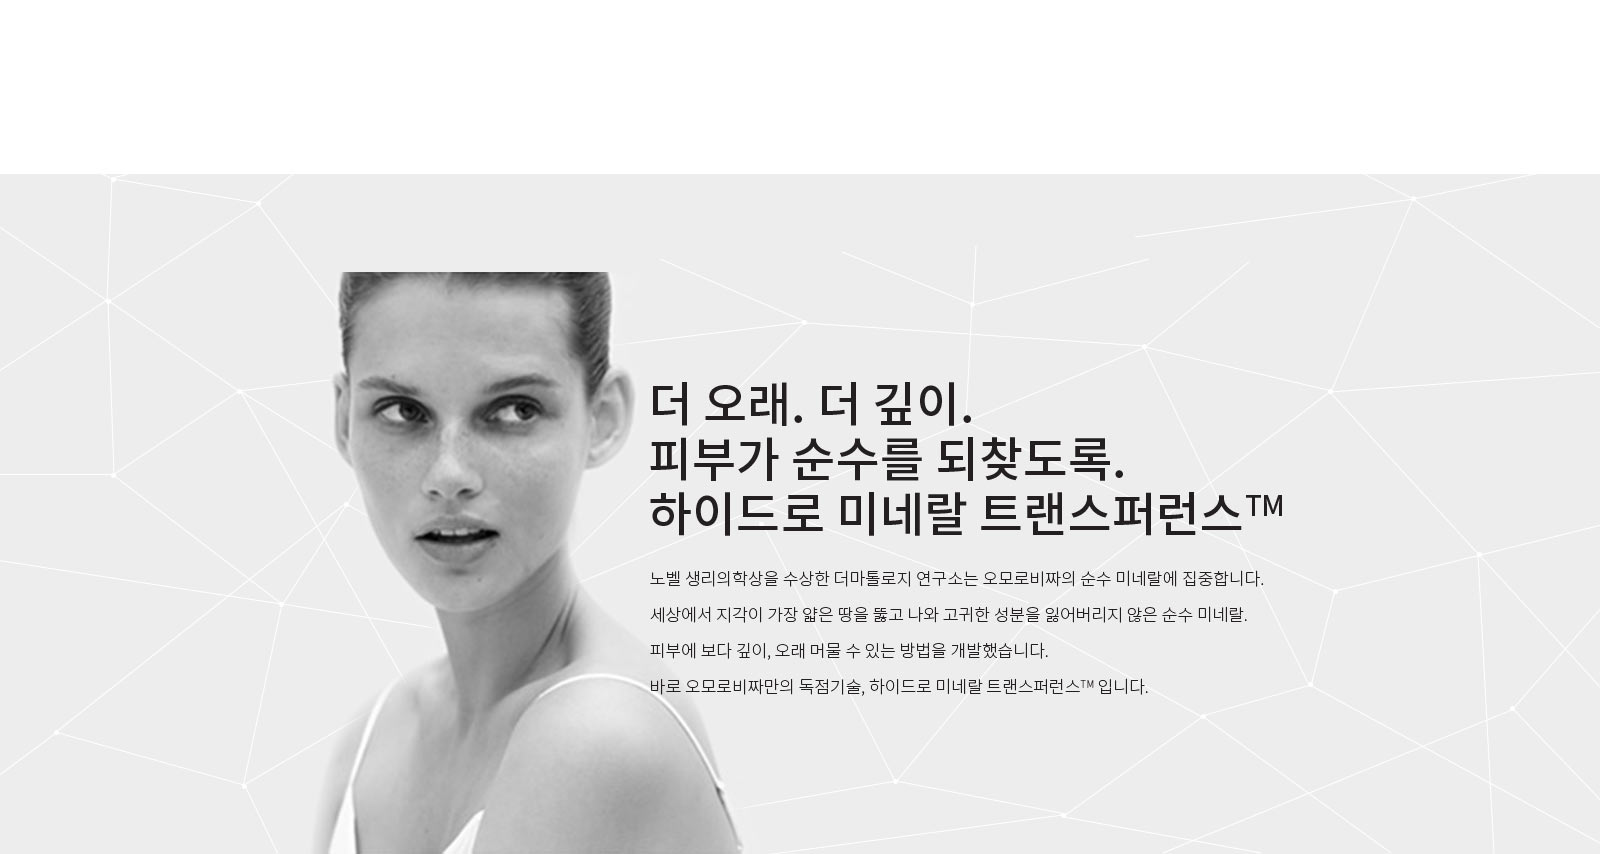 더 오래. 더 깊이.
피부가 순수를 되찾도록.
하이드로 미네랄 트랜스퍼런스™
노벨 생리의학상을 수상한 더마톨로지 연구소는 오모로비짜의 순수 미네랄에 집중합니다.
세상에서 지각이 가장 얇은 땅을 뚫고 나와 고귀한 성분을 잃어버리지 않은 순수 미네랄.
피부에 보다 깊이, 오래 머물 수 있는 방법을 개발했습니다.
바로 오모로비짜만의 독점기술, 하이드로 미네랄 트랜스퍼런스™ 입니다.